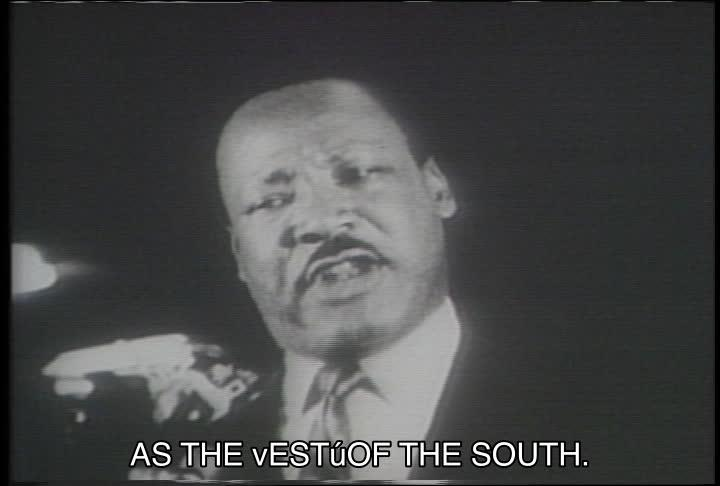 AS THE vESTúOF THE SOUTH.